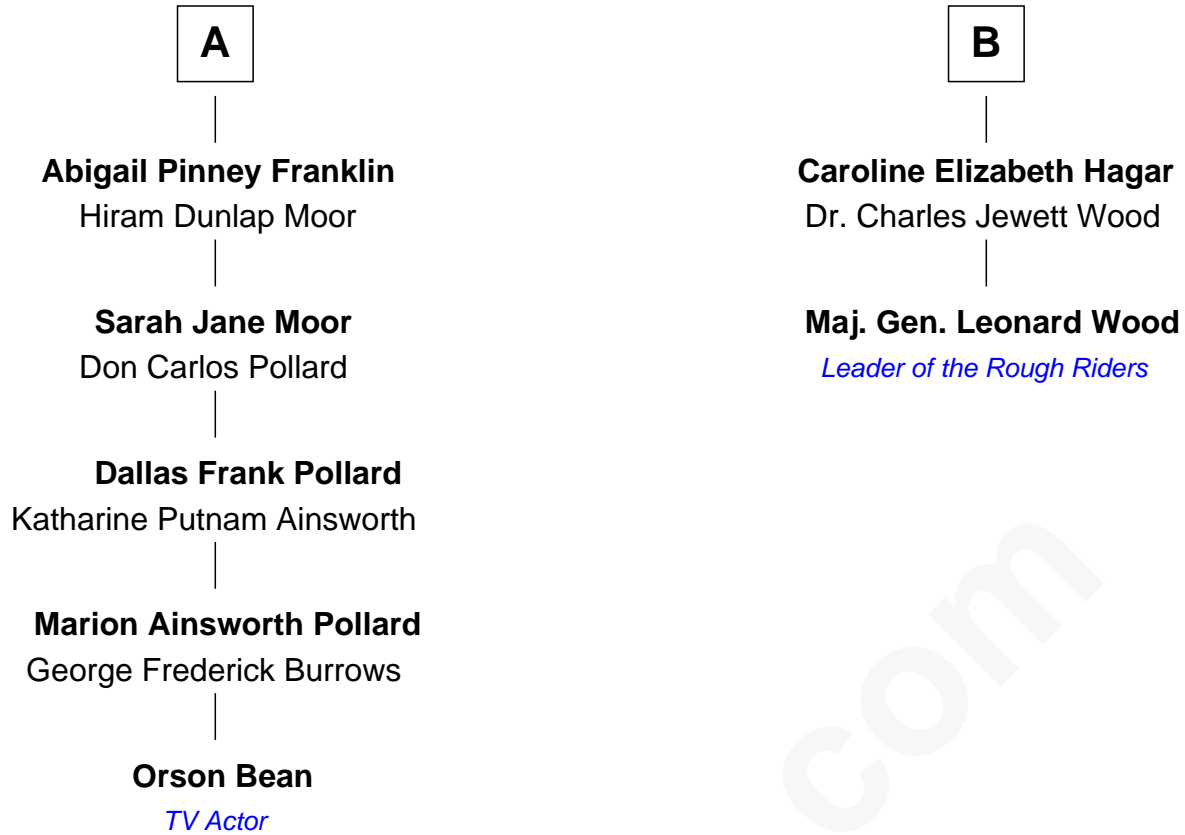 A
Abigail Pinney Franklin
Hiram Dunlap Moor
Sarah Jane Moor
Don Carlos Pollard
Dallas Frank Pollard
Katharine Putnam Ainsworth
Marion Ainsworth Pollard
George Frederick Burrows
Orson Bean
TV Actor
B
Caroline Elizabeth Hagar
Dr. Charles Jewett Wood
Maj. Gen. Leonard Wood
Leader of the Rough Riders
com